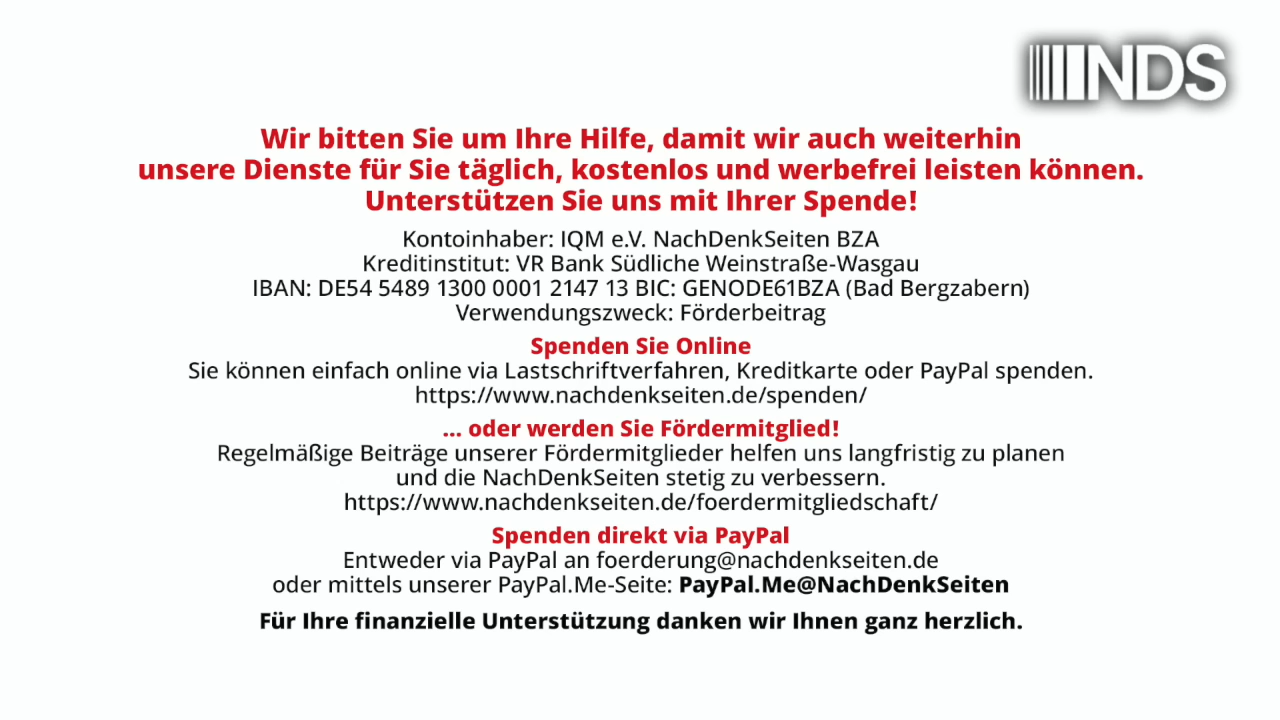 NDS
Wir bitten Sie um Ihre Hilfe, damit wir auch weiterhin
unsere Dienste für Sie täglich, kostenlos und werbefrei leisten können.
Unterstützen Sie uns mit Ihrer Spende!
Kontoinhaber: IQM e.V. NachDenkSeiten BZA
Kreditinstitut: VR Bank Südliche Weinstraße-Wasgau
IBAN: DE54 5489 1300 0001 2147 13 BIC: GENODE61BZA (Bad Bergzabern)
Verwendungszweck: Förderbeitrag
Spenden Sie Online
Sie können einfach online via Lastschriftverfahren, Kreditkarte oder PayPal spenden.
https://www.nachdenkseiten.de/spenden/
... oder werden Sie Fördermitglied!
Regelmäßige Beiträge unserer Fördermitglieder helfen uns langfristig zu planen
und die NachDenkSeiten stetig zu verbessern.
https://www.nachdenkseiten.de/foerdermitgliedschaft/
Spenden direkt via PayPal
Entweder via PayPal an foerderung@nachdenkseiten.de
oder mittels unserer PayPal.Me-Seite: PayPal.Me@NachDenkSeiten
Für Ihre finanzielle Unterstützung danken wir Ihnen ganz herzlich.